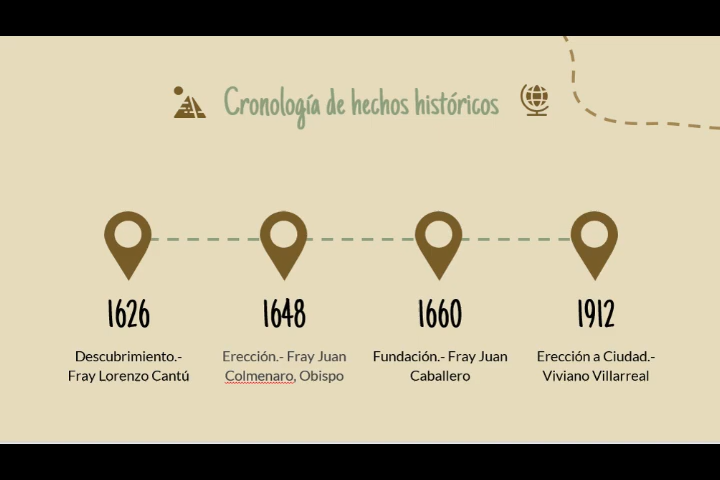 Cronología de hechos históricos
1626
1648
1660
1912
Descubrimiento.-
Fray Lorenzo Cantú
Erección.- Fray Juan
Colmenaro, Obispo
Fundación.- Fray Juan
Caballero
Erección a Ciudad.-
Viviano Villarreal